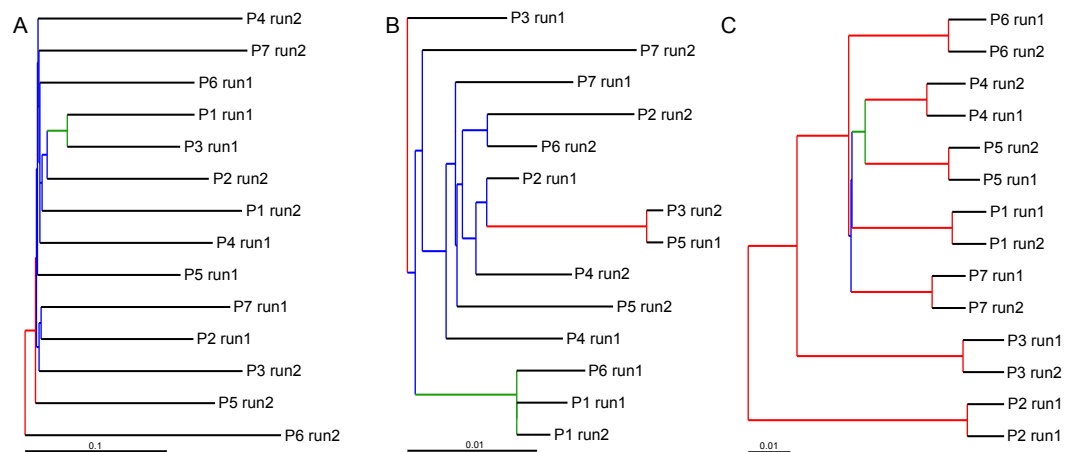 A
P4 run2
P7 run2
P6 run1
P1 run1
P3 run1
P2 run2
P1 run2
P4 run1
P5 run1
P7 run1
P2 run1
P3 run2
P5 run2
P6 run2
0.1
B
P3 run1
P7 run2
P7 run1
P2 run2
P6 run2
P2 run1
P3 run2
P5 run1
P4 run2
P5 run2
P4 run1
P6 run1
P1 run1
P1 run2
0.01
C
P6 run1
P6 run2
P4 run2
P4 run1
P5 run2
P5 run1
P1 run1
P1 run2
P7 run1
P7 run2
P3 run1
P3 run2
P2 run1
P2 run1
0.01